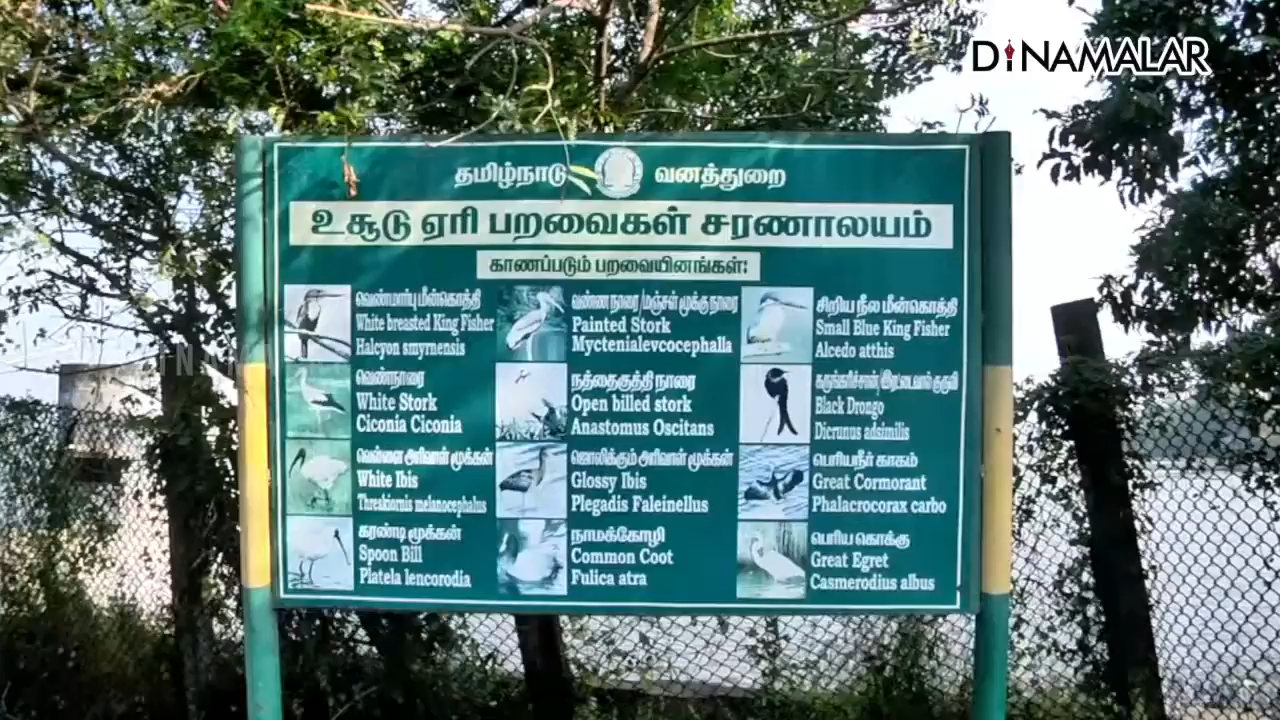 DINAMALAR
தமிழ்நாடு வனத்துறை
உசூடு ஏரி பறவைகள் சரணாலயம்
காணப்படும் பறவையினங்கள்:
வெண்மார்பு மீன்கொத்தி
White breasted King Fisher
Halcyon smyrnensis
வெண்நாரை
White Stork
Ciconia Ciconia
வெள்ளை அரிவாள் மூக்கன்
White Ibis
Threskiornis melanocephalus
கரண்டி மூக்கன்
Spoon Bill
Platela lencorodia
வண்ண நாரை/மஞ்சள் மூக்கு நாரை
Painted Stork
Myctenialevcocephalla
நத்தைகுத்தி நாரை
Open billed stork
Anastomus Oscitans
ஜொலிக்கும் அரிவாள் மூக்கன்
Glossy Ibis
Plegadis Faleinellus
நாமக்கோழி
Common Coot
Fulica atra
சிறிய நீல மீன்கொத்தி
Small Blue King Fisher
Alcedo atthis
கருங்கரிச்சான்/இரட்டைவால் குருவி
Black Drongo
Dicrunus adsimilis
பெரியநீர் காகம்
Great Cormorant
Phalacrocorax carbo
பெரிய கொக்கு
Great Egret
Casmerodius albus